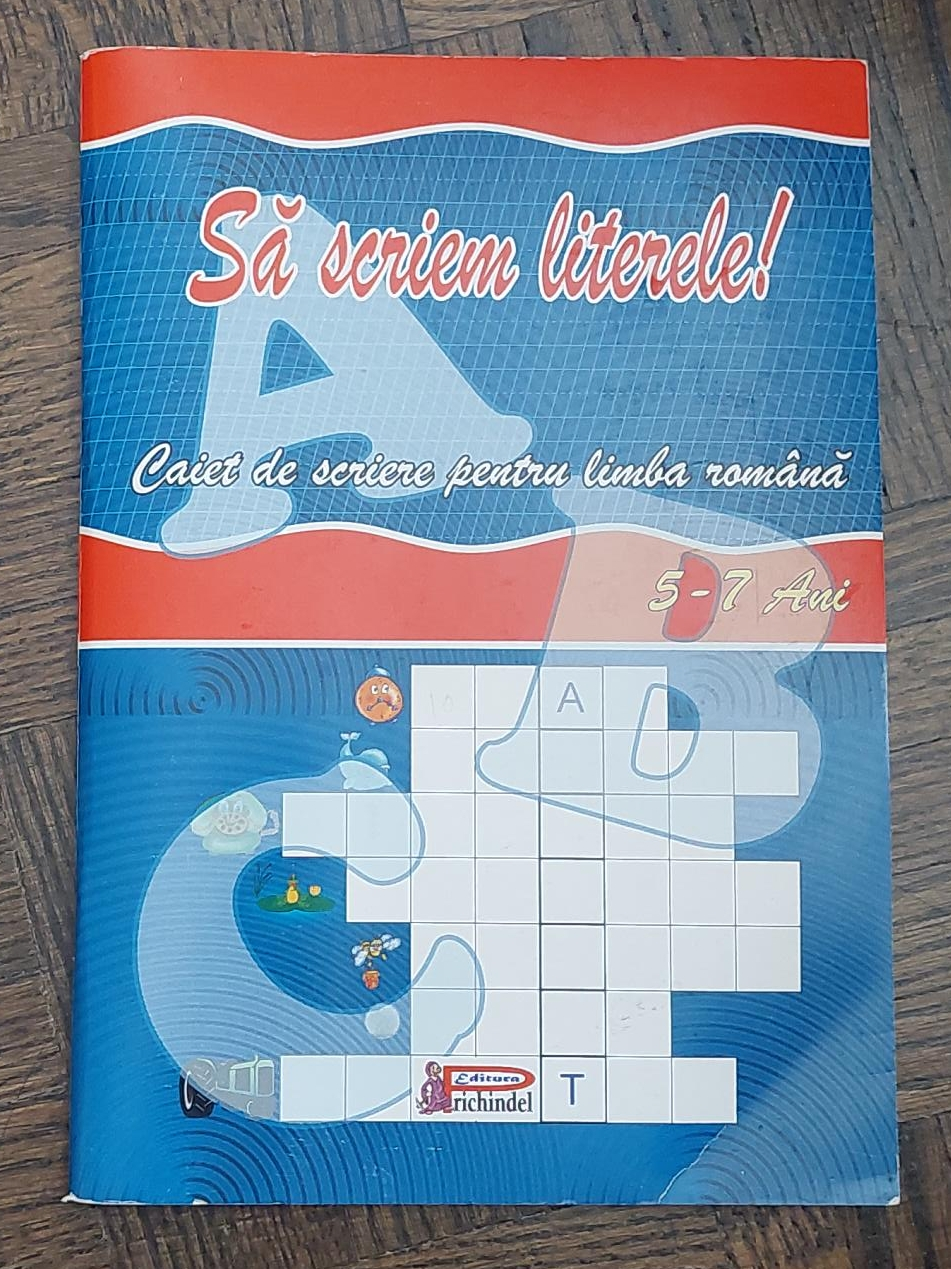 Să scriem literele!
Caiet de scriere pentru limba română
5 - 7 Ani
A
Editura
Prichindel
T